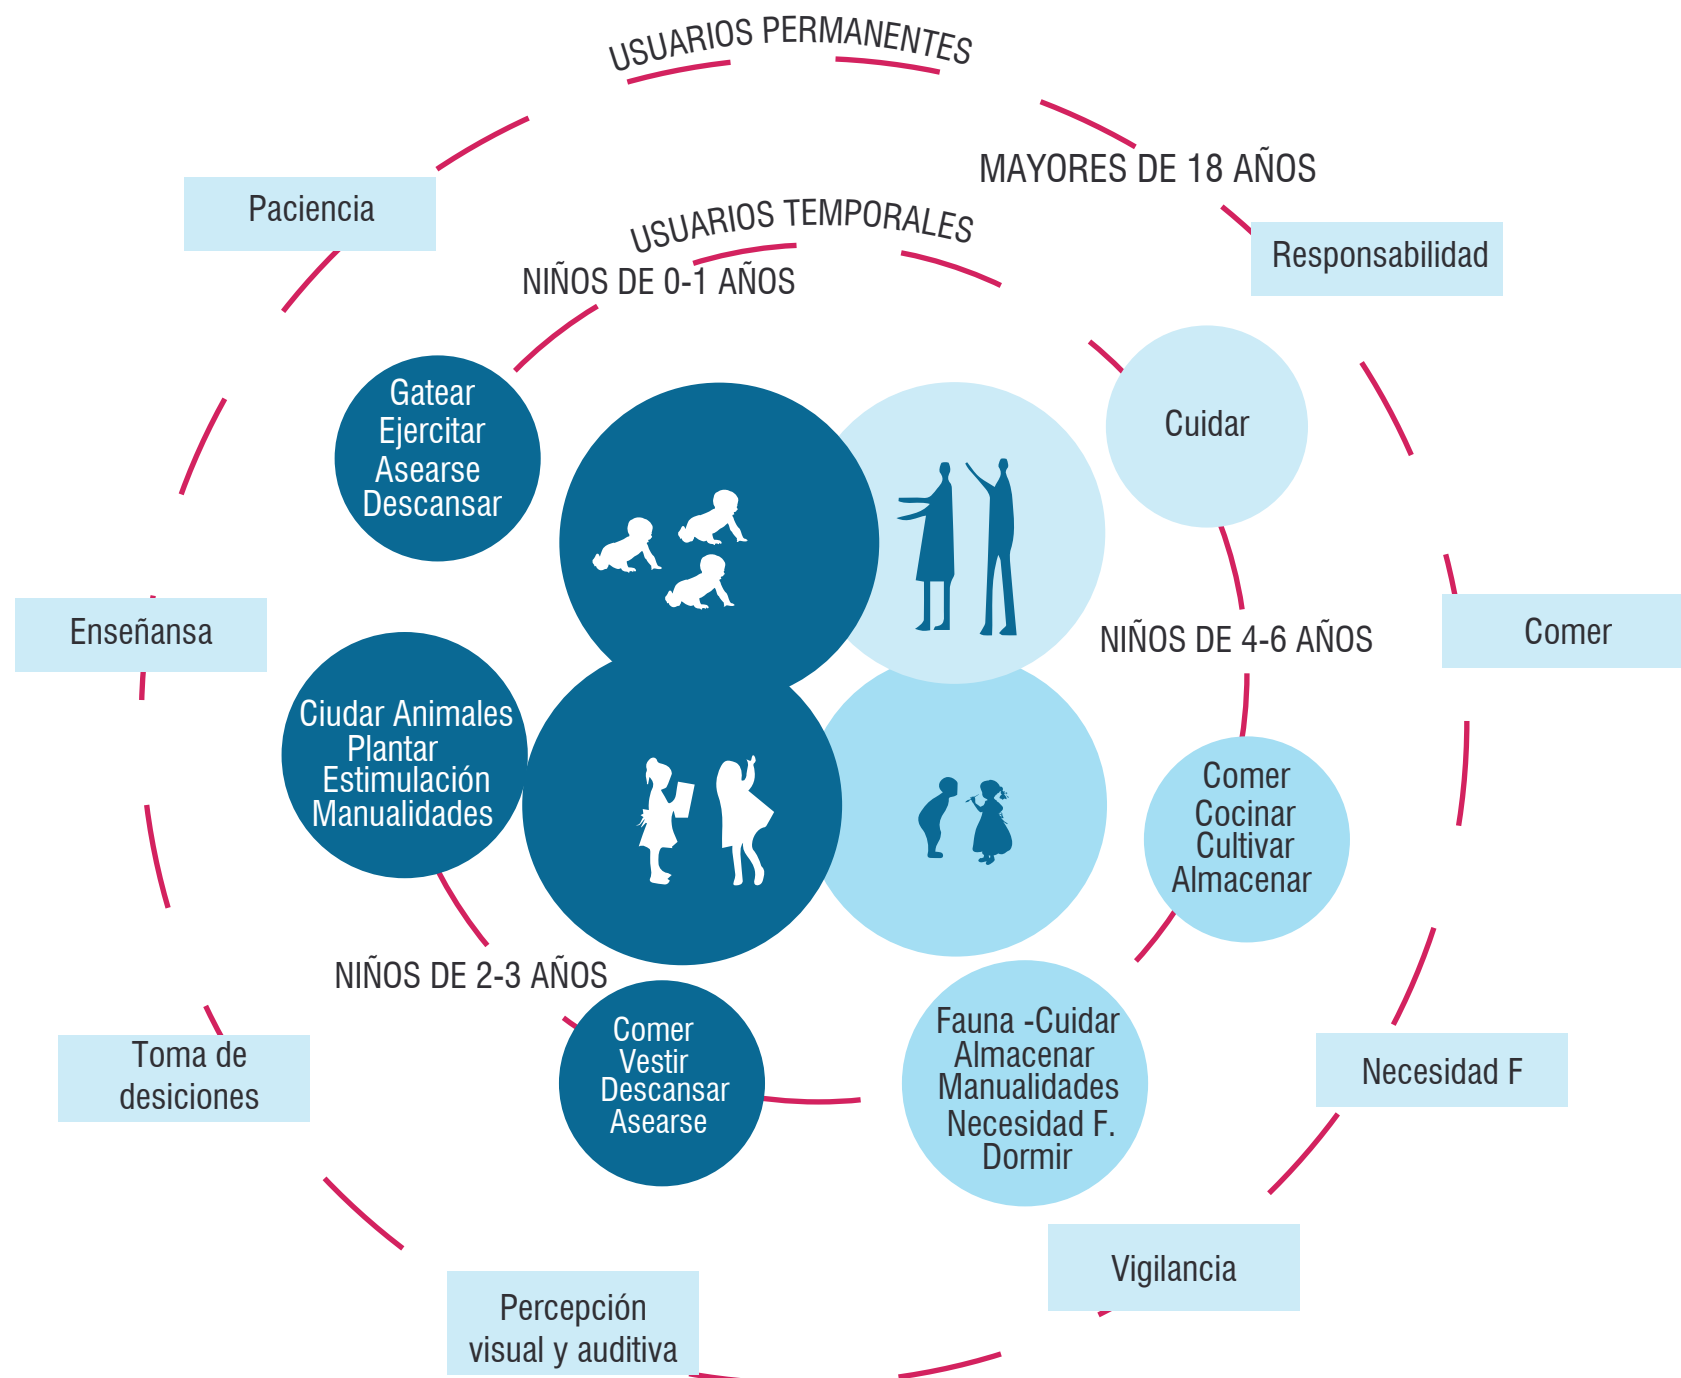 USUARIOS PERMANENTES
MAYORES DE 18 AÑOS
Paciencia
USUARIOS TEMPORALES
Responsabilidad
NIÑOS DE 0-1 AÑOS
Gatear
Ejercitar
Asearse
Descansar
Cuidar
Enseñansa
NIÑOS DE 4-6 AÑOS
Comer
Ciudar Animales
Plantar
Estimulación
Manualidades
Comer
Cocinar
Cultivar
Almacenar
NIÑOS DE 2-3 AÑOS
Comer
Vestir
Descansar
Asearse
Fauna -Cuidar
Almacenar
Manualidades
Necesidad F.
Dormir
Toma de
desiciones
Necesidad F
Vigilancia
Percepción
visual y auditiva